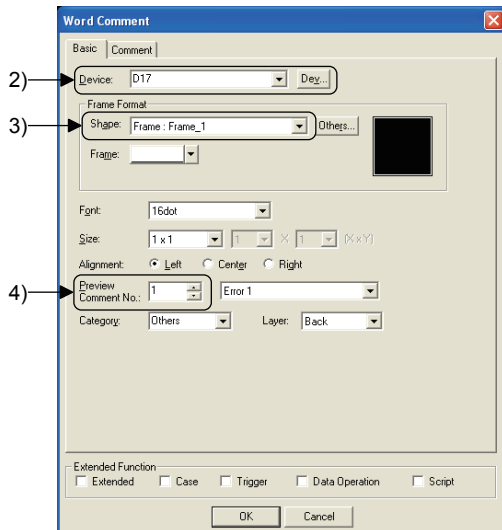 Word Comment
Basic Comment
2) Device: D17 Dev...
Frame Format
3) Shape: Frame : Frame_1 Others...
Frame:
Font: 16dot
Size: 1 x 1 1 X 1 (XxY)
Alignment: Left Center Right
4) Preview Comment No.: 1 Error 1
Category: Others Layer: Back
Extended Function
Extended Case Trigger Data Operation Script
OK Cancel